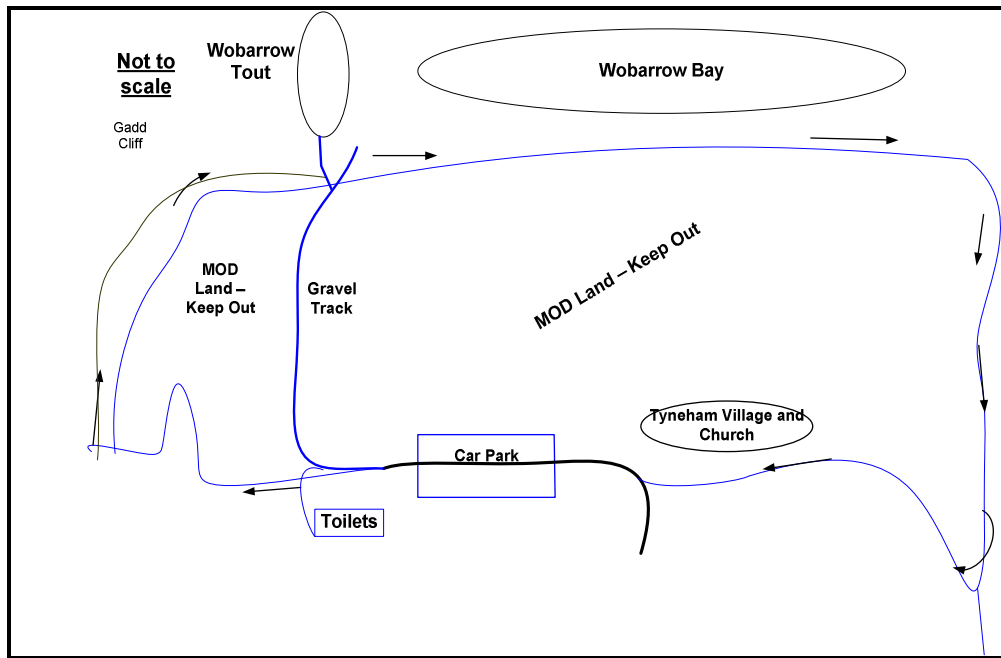 Not to
scale
Gadd
Cliff
Wobarrow
Tout
Wobarrow Bay
MOD
Land –
Keep Out
Gravel
Track
MOD Land – Keep Out
Tyneham Village and
Church
Car Park
Toilets